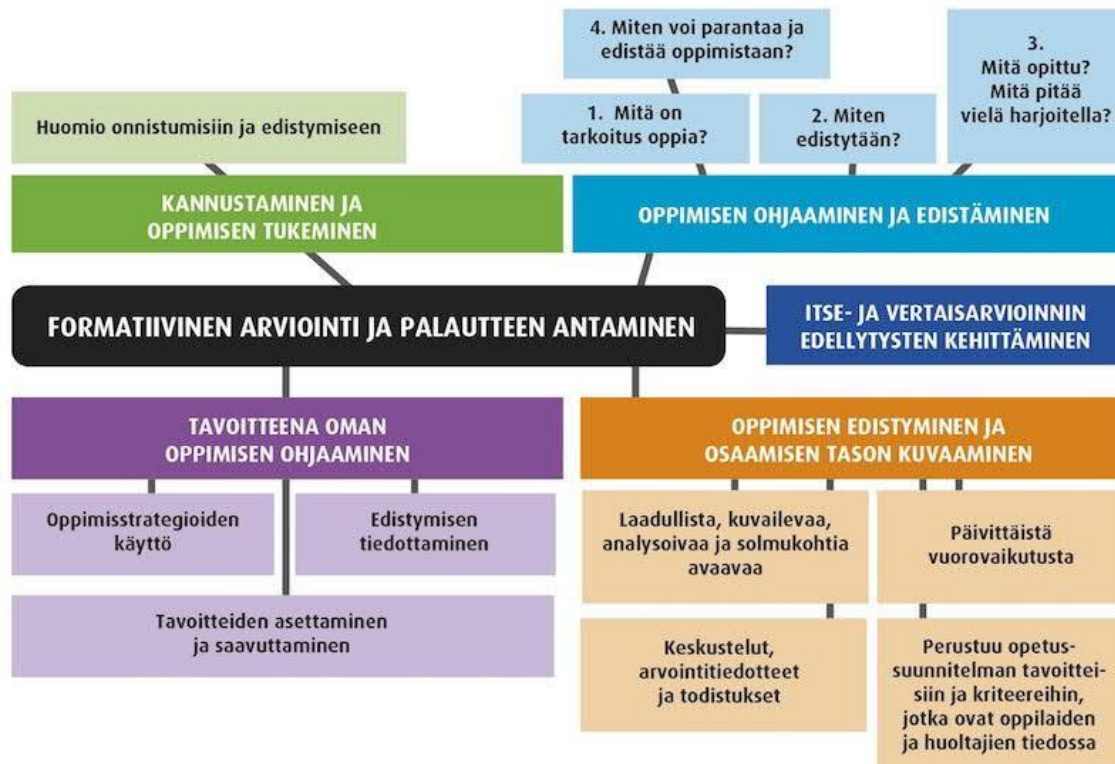 4. Miten voi parantaa ja
edistää oppimistaan?
3.
Mitä opittu?
Mitä pitää
vielä harjoitella?
Huomio onnistumisiin ja edistymiseen
1. Mitä on
tarkoitus oppia?
2. Miten
edistytään?
KANNUSTAMINEN JA
OPPIMISEN TUKEMINEN
OPPIMISEN OHJAAMINEN JA EDISTÄMINEN
FORMATIIVINEN ARVIOINTI JA PALAUTTEEN ANTAMINEN
ITSE- JA VERTAISARVIOINNIN
EDELLYTYSTEN KEHITTÄMINEN
TAVOITTEENA OMAN
OPPIMISEN OHJAAMINEN
OPPIMISEN EDISTYMINEN JA
OSAAMISEN TASON KUVAAMINEN
Oppimisstrategioiden
käyttö
Edistymisen
tiedottaminen
Laadullista, kuvailevaa,
analysoivaa ja solmukohtia
avaavaa
Päivittäistä
vuorovaikutusta
Tavoitteiden asettaminen
ja saavuttaminen
Keskustelut,
arvointitiedotteet
ja todistukset
Perustuu opetus-
suunnitelman tavoittei-
siin ja kriteereihin,
jotka ovat oppilaiden
ja huoltajien tiedossa